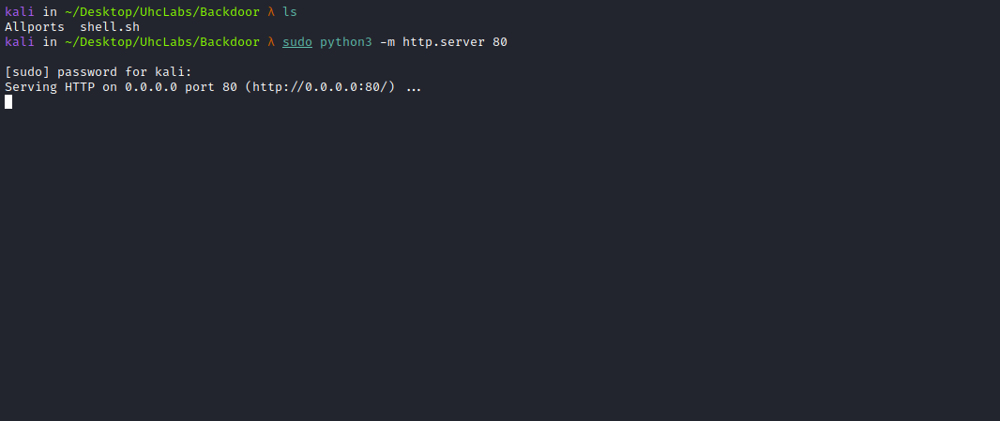 kali in ~/Desktop/UhcLabs/Backdoor λ ls
Allports  shell.sh
kali in ~/Desktop/UhcLabs/Backdoor λ sudo python3 -m http.server 80
[sudo] password for kali:
Serving HTTP on 0.0.0.0 port 80 (http://0.0.0.0:80/) ...